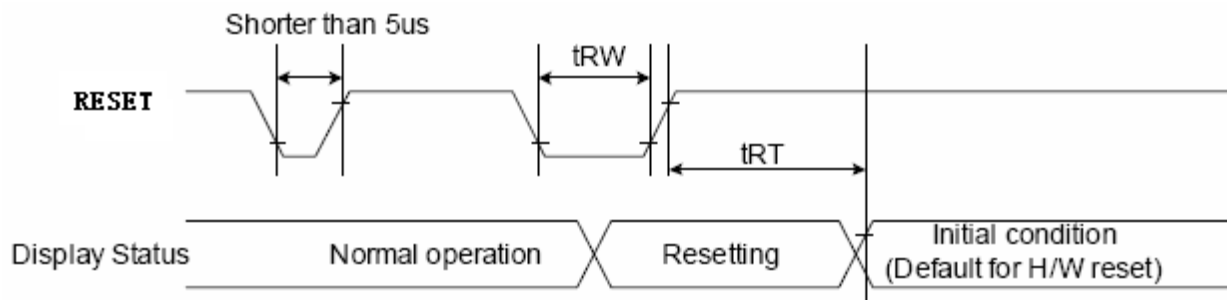 Shorter than 5us
tRW
RESET
tRT
Display Status
Normal operation
Resetting
Initial condition
(Default for H/W reset)